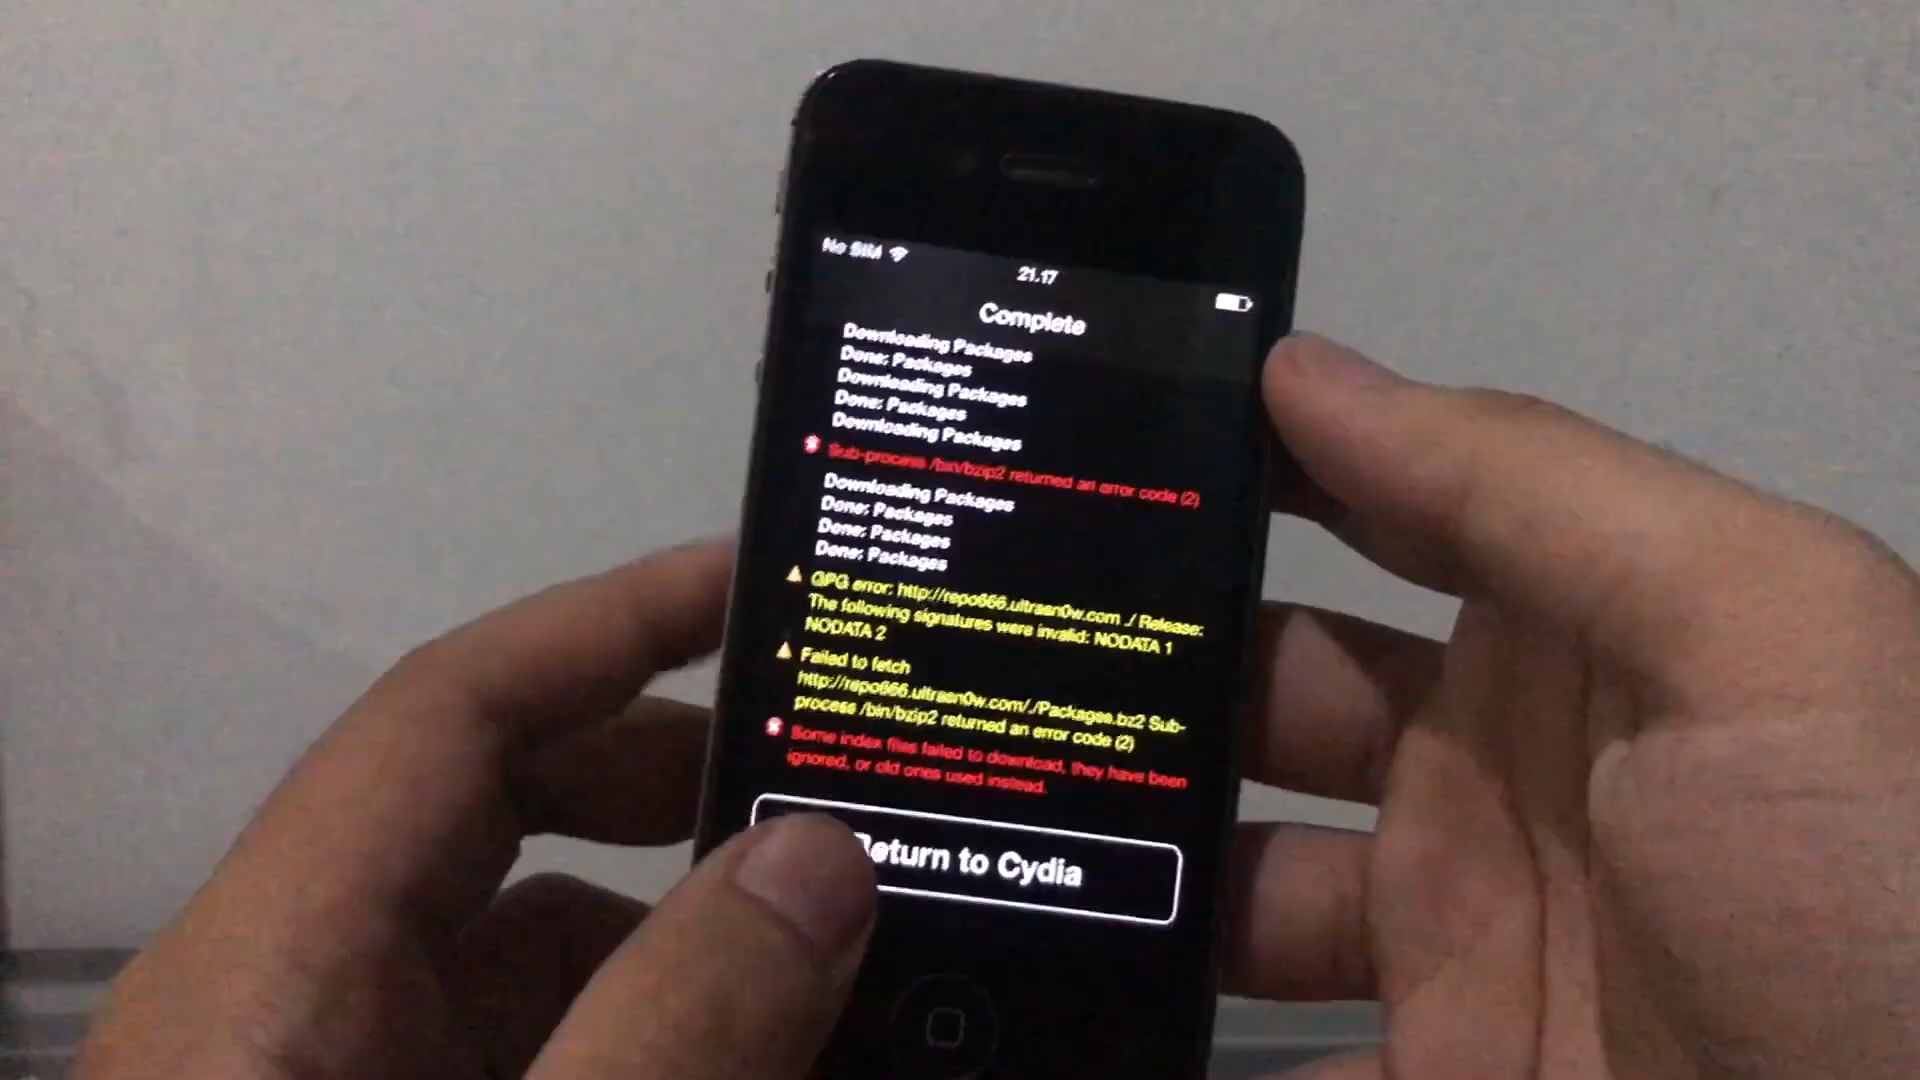 No SIM
21.17
Complete
Downloading Packages
Done: Packages
Downloading Packages
Done: Packages
Downloading Packages
Sub-process /bin/bzip2 returned an error code (2)
Downloading Packages
Done: Packages
Done: Packages
Done: Packages
GPG error: http://repo666.ultrasn0w.com ./ Release:
The following signatures were invalid: NODATA 1
NODATA 2
Failed to fetch
http://repo666.ultrasn0w.com/./Packages.bz2 Sub-
process /bin/bzip2 returned an error code (2)
Some index files failed to download, they have been
ignored, or old ones used instead.
Return to Cydia